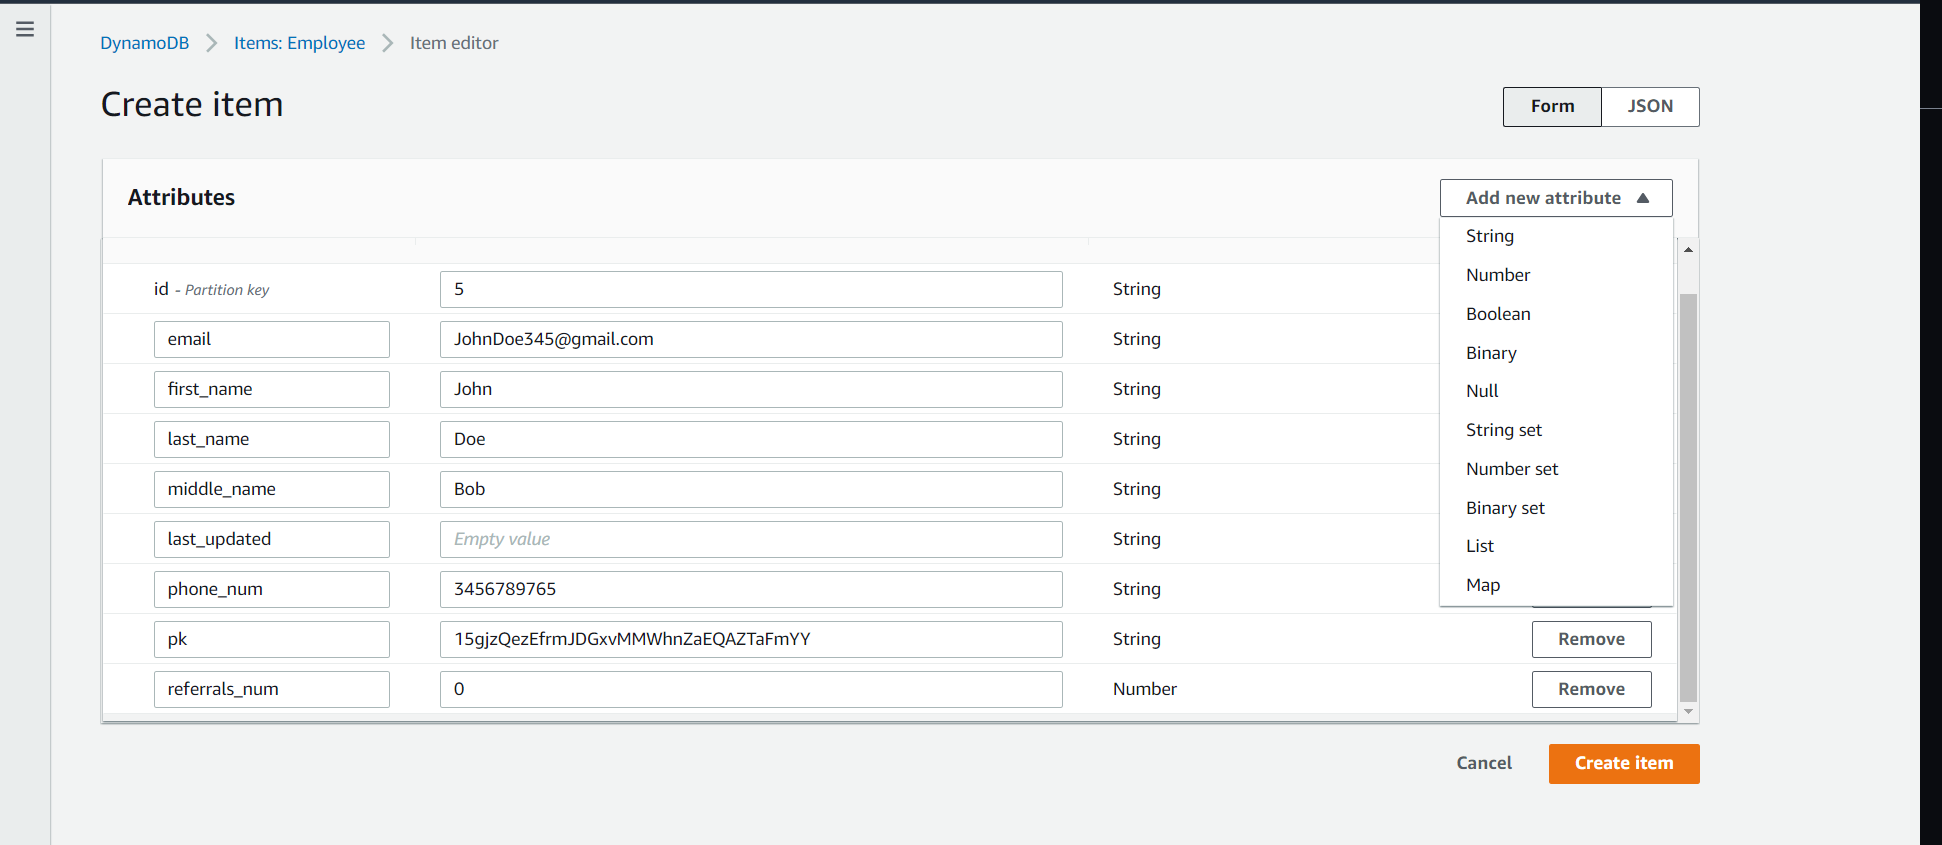 DynamoDB > Items: Employee > Item editor
Create item
Form JSON
Attributes
Add new attribute
String
Number
Boolean
Binary
Null
String set
Number set
Binary set
List
Map
id - Partition key 5 String
email JohnDoe345@gmail.com String
first_name John String
last_name Doe String
middle_name Bob String
last_updated Empty value String
phone_num 3456789765 String
pk 15gjzQezEfrmJDGxvMMWhnZaEQAZTaFmYY String Remove
referrals_num 0 Number Remove
Cancel Create item